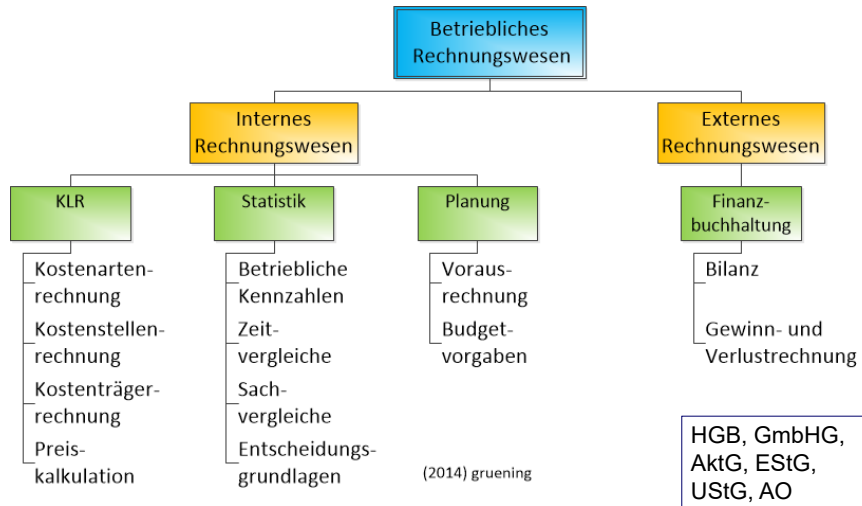 Betriebliches
Rechnungswesen
Internes
Rechnungswesen
Externes
Rechnungswesen
KLR
Statistik
Planung
Finanz-
buchhaltung
Kostenarten-
rechnung
Kostenstellen-
rechnung
Kostenträger-
rechnung
Preis-
kalkulation
Betriebliche
Kennzahlen
Zeit-
vergleiche
Sach-
vergleiche
Entscheidungs-
grundlagen
Voraus-
rechnung
Budget-
vorgaben
Bilanz
Gewinn- und
Verlustrechnung
(2014) gruening
HGB, GmbHG,
AktG, EStG,
UStG, AO